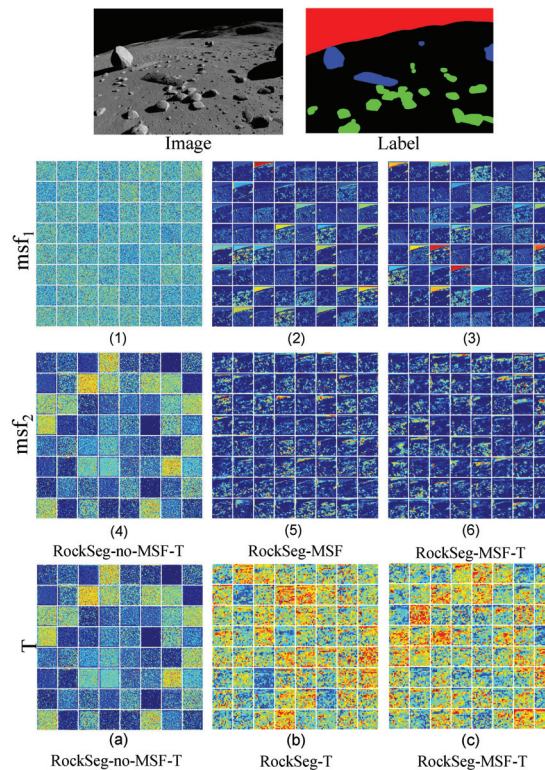 Image Label
msf1
(1) (2) (3)
msf2
(4) (5) (6)
RockSeg-no-MSF-T RockSeg-MSF RockSeg-MSF-T
T
(a) (b) (c)
RockSeg-no-MSF-T RockSeg-T RockSeg-MSF-T